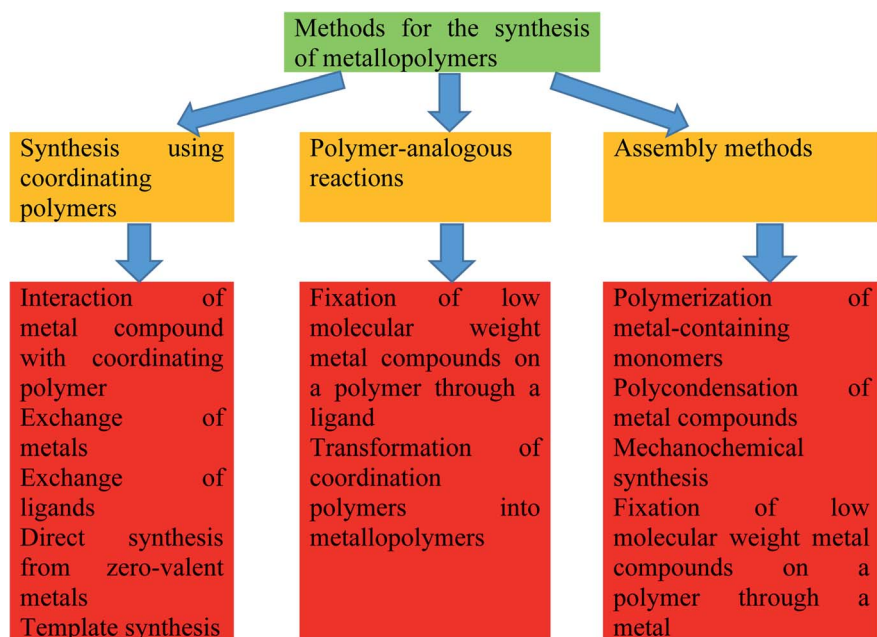 Methods for the synthesis
of metallopolymers
Synthesis using
coordinating
polymers
Polymer-analogous
reactions
Assembly methods
Interaction of
metal compound
with coordinating
polymer
Exchange of
metals
Exchange of
ligands
Direct synthesis
from zero-valent
metals
Template synthesis
Fixation of low
molecular weight
metal compounds on
a polymer through a
ligand
Transformation of
coordination
polymers into
metallopolymers
Polymerization of
metal-containing
monomers
Polycondensation of
metal compounds
Mechanochemical
synthesis
Fixation of low
molecular weight metal
compounds on a
polymer through a
metal